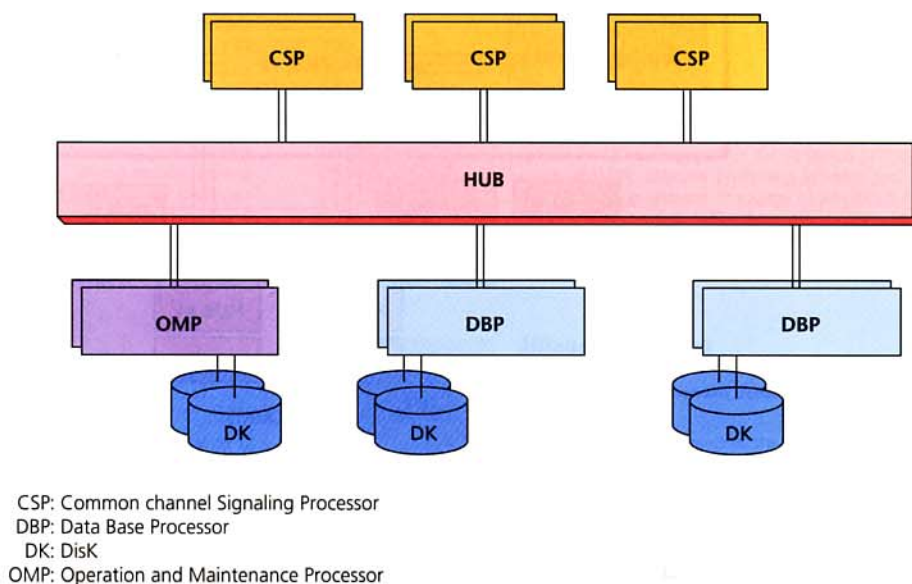 CSP
CSP
CSP
HUB
OMP
DBP
DBP
DK
DK
DK
CSP: Common channel Signaling Processor
DBP: Data Base Processor
DK: DisK
OMP: Operation and Maintenance Processor